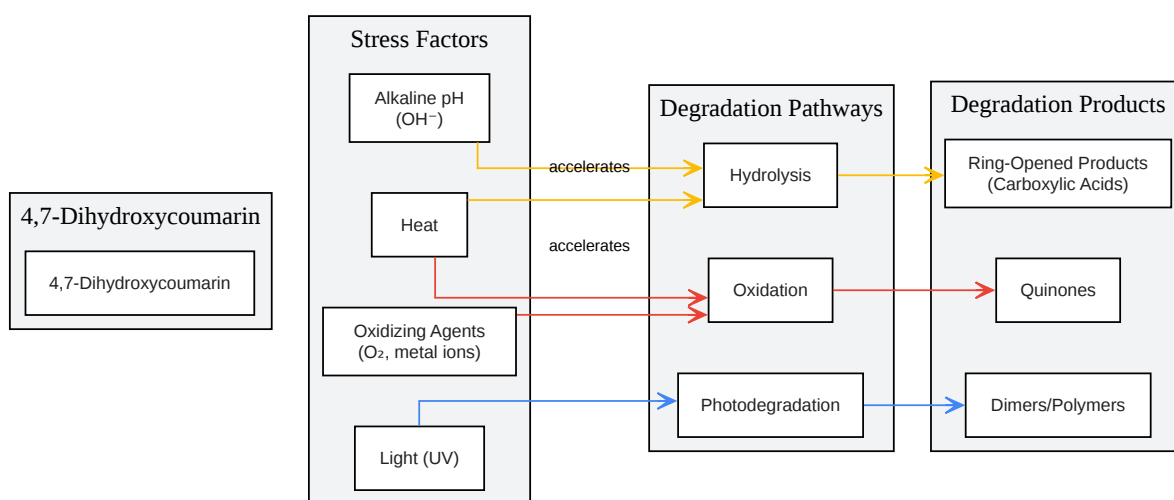 4,7-Dihydroxycoumarin
4,7-Dihydroxycoumarin
Stress Factors
Alkaline pH
(OH⁻)
Heat
Oxidizing Agents
(O₂, metal ions)
Light (UV)
accelerates
accelerates
Degradation Pathways
Hydrolysis
Oxidation
Photodegradation
Degradation Products
Ring-Opened Products
(Carboxylic Acids)
Quinones
Dimers/Polymers